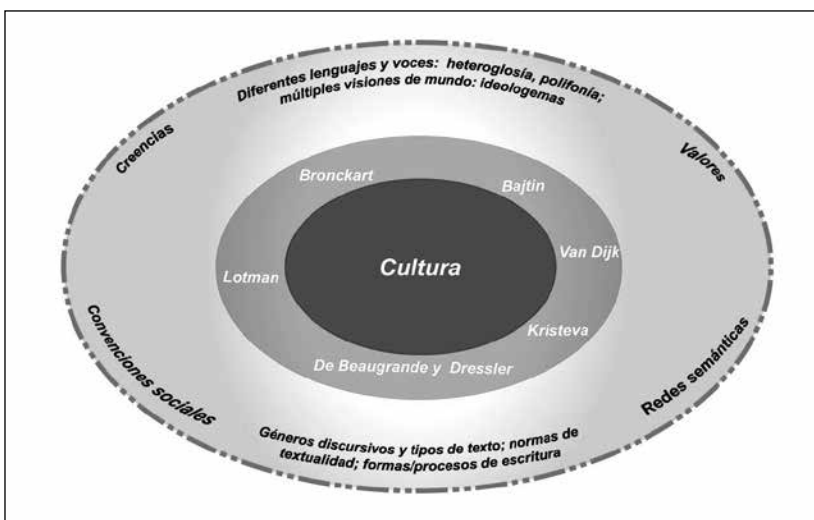 Diferentes lenguajes y voces: heteroglosía, polifonía;
múltiples visiones de mundo: ideologemas
Creencias
Valores
Bronckart
Bajtin
Van Dijk
Cultura
Lotman
Kristeva
De Beaugrande y Dressler
Convenciones sociales
Redes semánticas
Géneros discursivos y tipos de texto; normas de
textualidad; formas/procesos de escritura